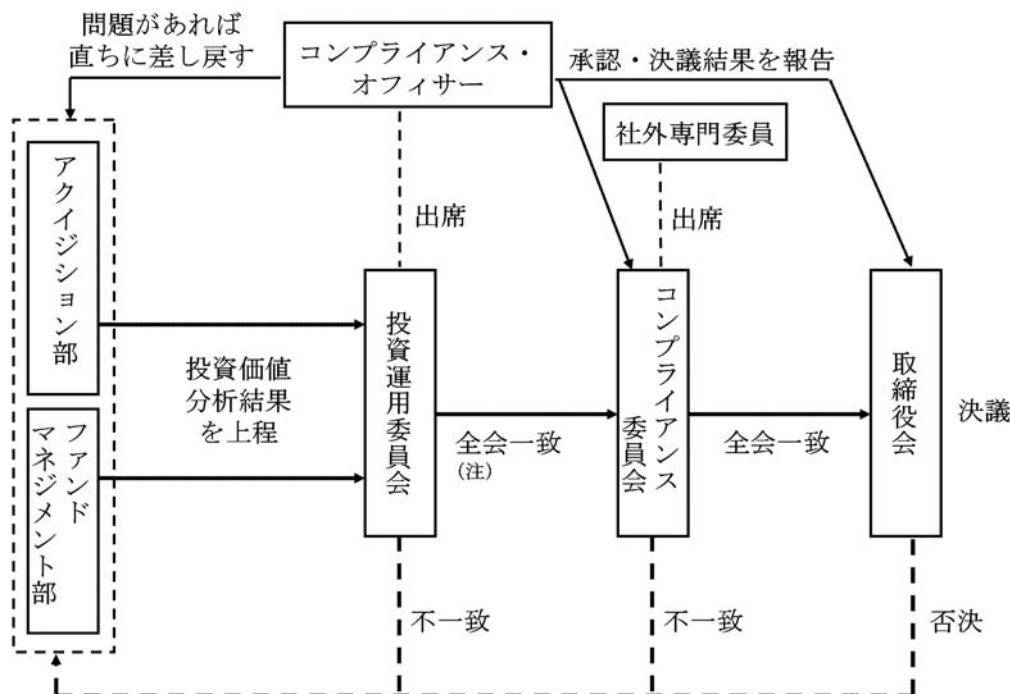 問題があれば
直ちに差し戻す
コンプライアンス・
オフィサー
承認・決議結果を報告
社外専門委員
出席
出席
アクイジション部
投資価値
分析結果
を上程
ファンド
マネジメント部
投資運用委員会
全会一致
(注)
コンプライアンス
委員会
全会一致
取締役会
決議
不一致
不一致
否決